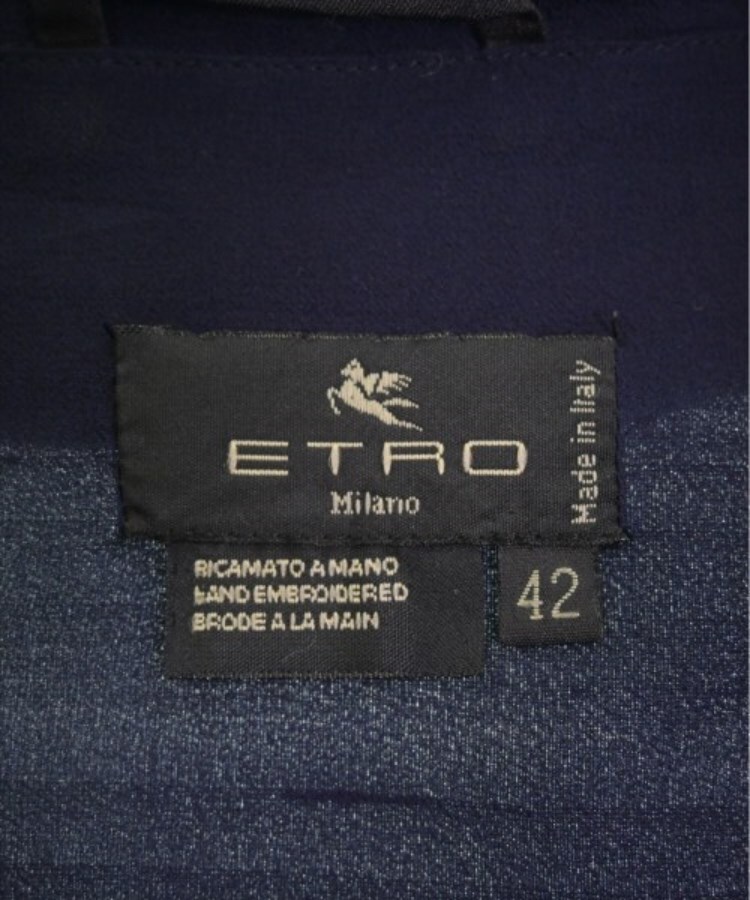 ETRO
Milano
Made in Italy
RICAMATO A MANO
HAND EMBROIDERED
BRODE A LA MAIN
42